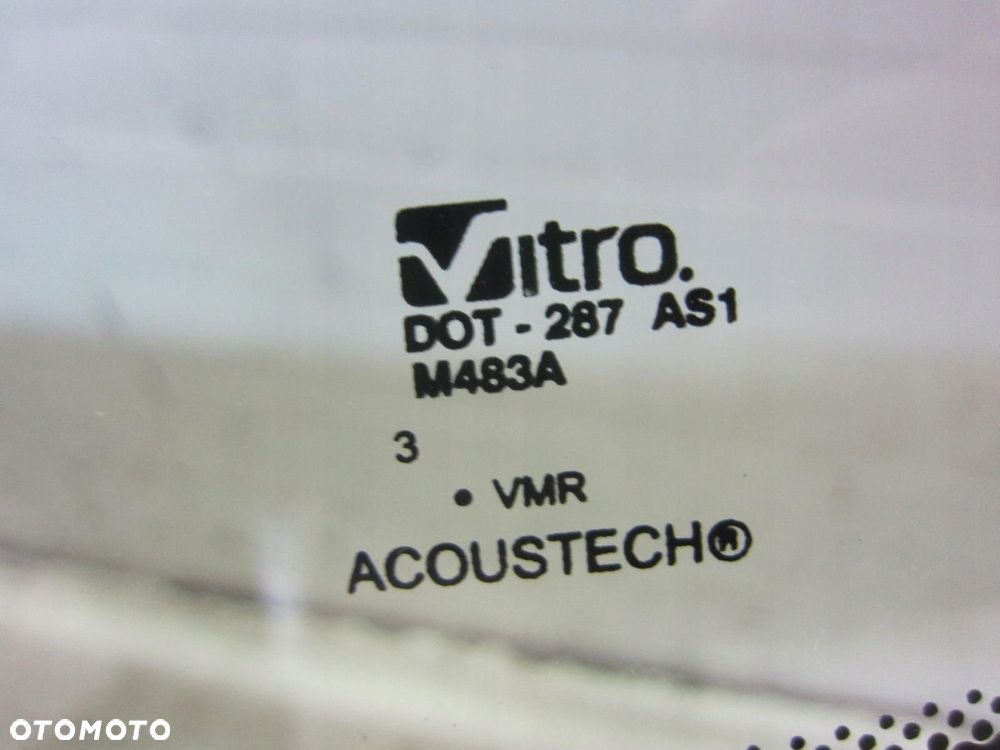 Vitro.
DOT - 287 AS1
M483A
3
• VMR
ACOUSTECH®
OTOMOTO